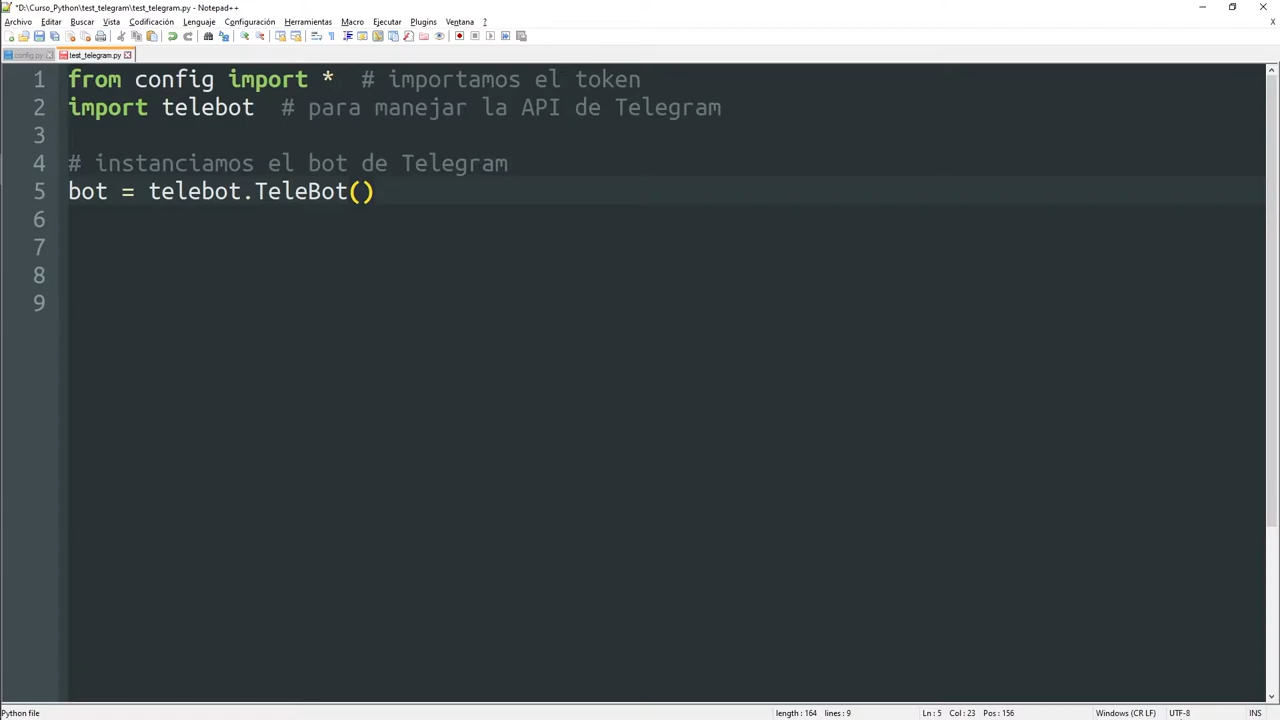 *D:\Curso_Python\test_telegram\test_telegram.py - Notepad++
Archivo Editar Buscar Vista Codificación Lenguaje Configuración Herramientas Macro Ejecutar Plugins Ventana ? X
config.py test_telegram.py
1 from config import * # importamos el token
2 import telebot # para manejar la API de Telegram
3
4 # instanciamos el bot de Telegram
5 bot = telebot.TeleBot()
6
7
8
9
Python file length : 164 lines : 9 Ln : 5 Col : 23 Pos : 156 Windows (CR LF) UTF-8 INS